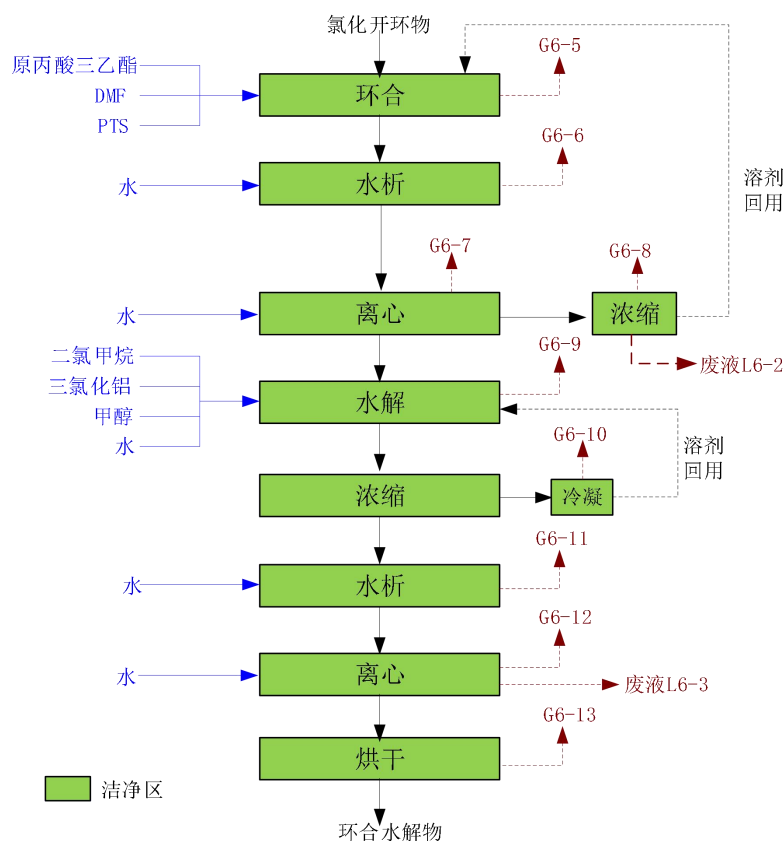 氯化开环物
G6-5
原丙酸三乙酯
DMF
PTS
环合
G6-6
水
水析
溶剂
回用
G6-7
G6-8
水
离心
浓缩
G6-9
废液L6-2
二氯甲烷
三氯化铝
甲醇
水
水解
G6-10
溶剂
回用
浓缩
冷凝
G6-11
水
水析
G6-12
水
离心
废液L6-3
G6-13
烘干
洁净区
环合水解物